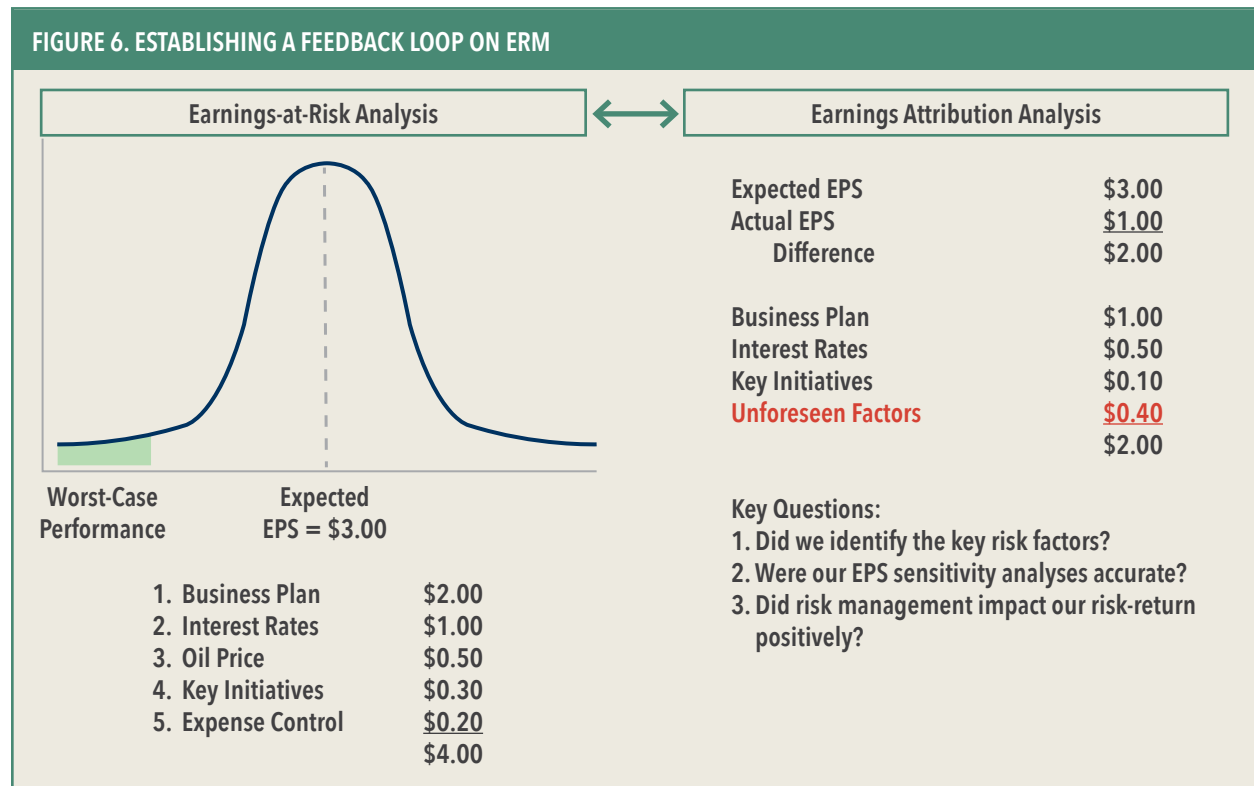 FIGURE 6. ESTABLISHING A FEEDBACK LOOP ON ERM
Earnings-at-Risk Analysis
Worst-Case
Performance
Expected
EPS = $3.00
1. Business Plan $2.00
2. Interest Rates $1.00
3. Oil Price $0.50
4. Key Initiatives $0.30
5. Expense Control $0.20
$4.00
Earnings Attribution Analysis
Expected EPS $3.00
Actual EPS $1.00
Difference $2.00
Business Plan $1.00
Interest Rates $0.50
Key Initiatives $0.10
Unforeseen Factors $0.40
$2.00
Key Questions:
1. Did we identify the key risk factors?
2. Were our EPS sensitivity analyses accurate?
3. Did risk management impact our risk-return
positively?